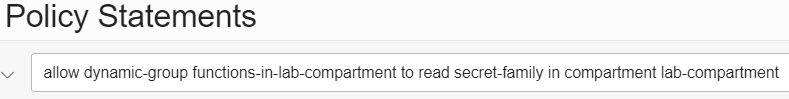 Policy Statements
allow dynamic-group functions-in-lab-compartment to read secret-family in compartment lab-compartment